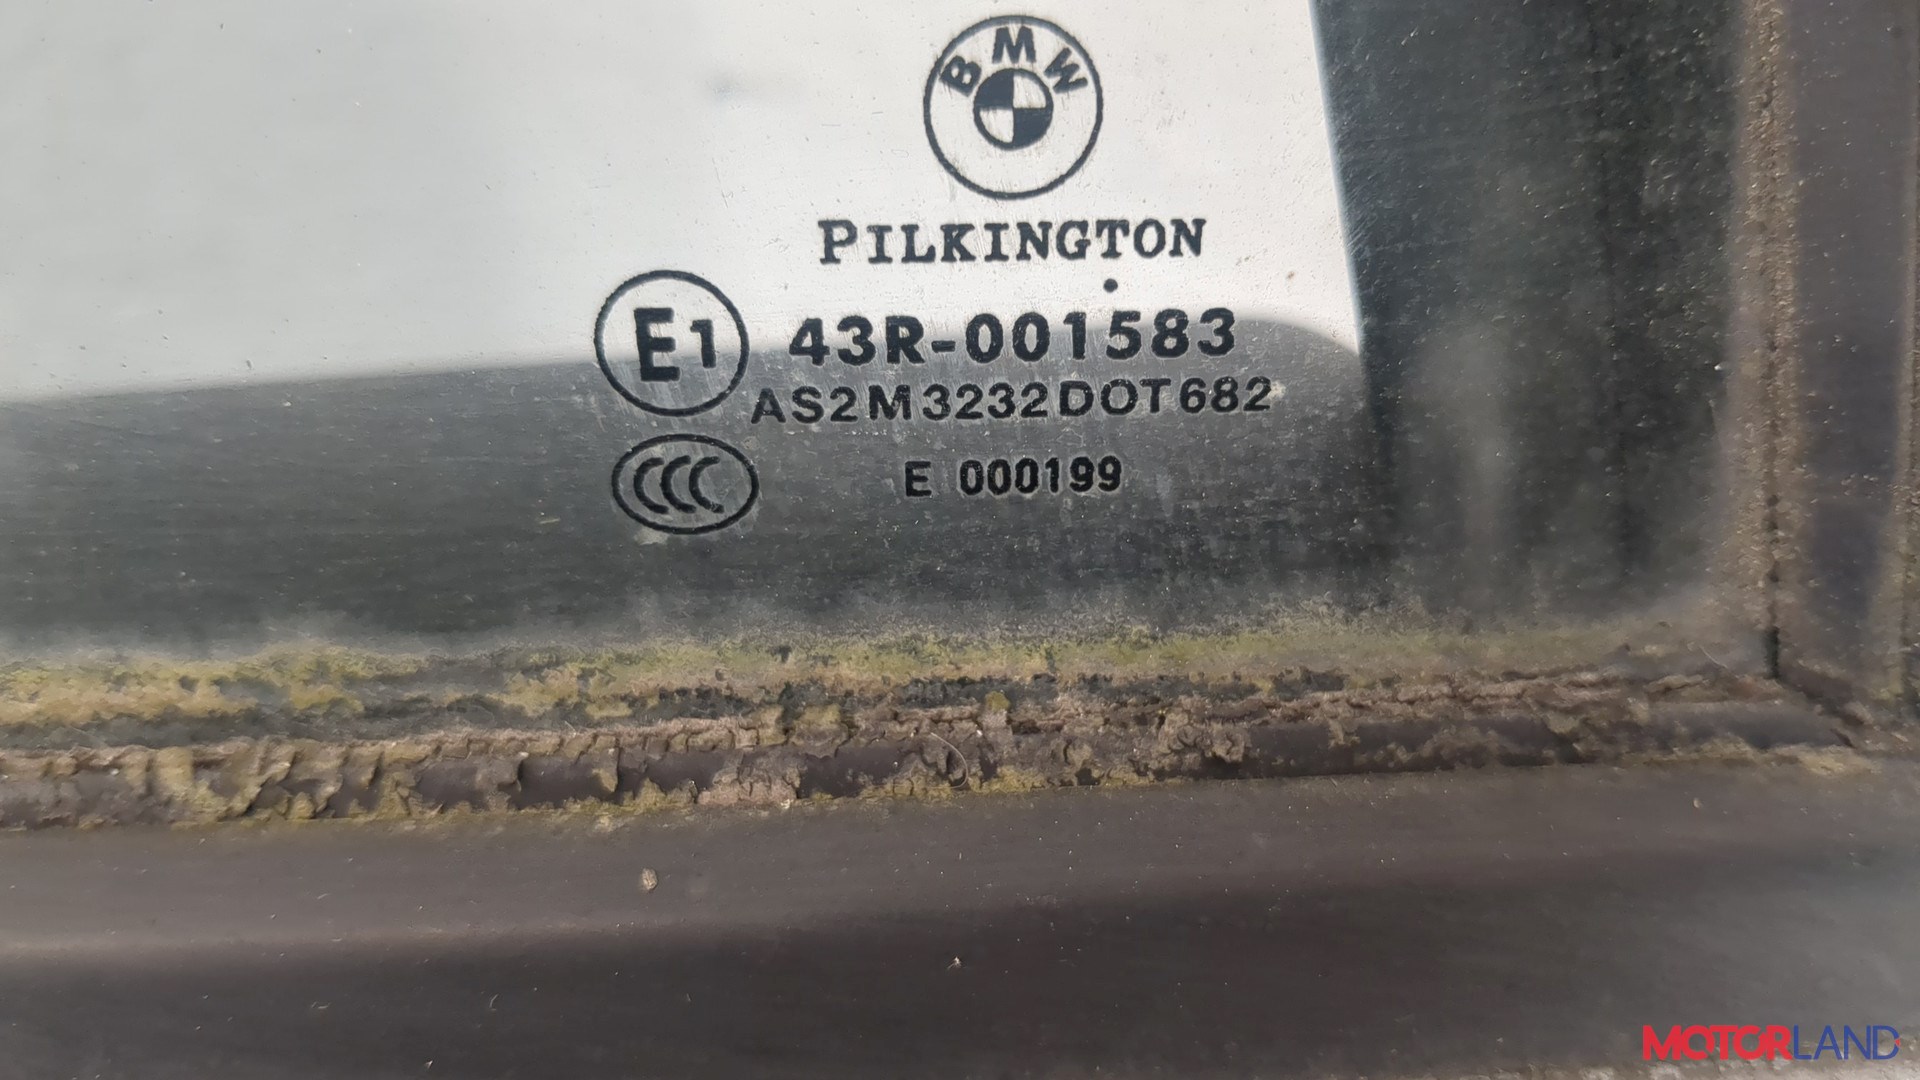 BMW
PILKINGTON
E1 43R-001583
AS2M3232DOT682
CCC E 000199
MOTORLAND